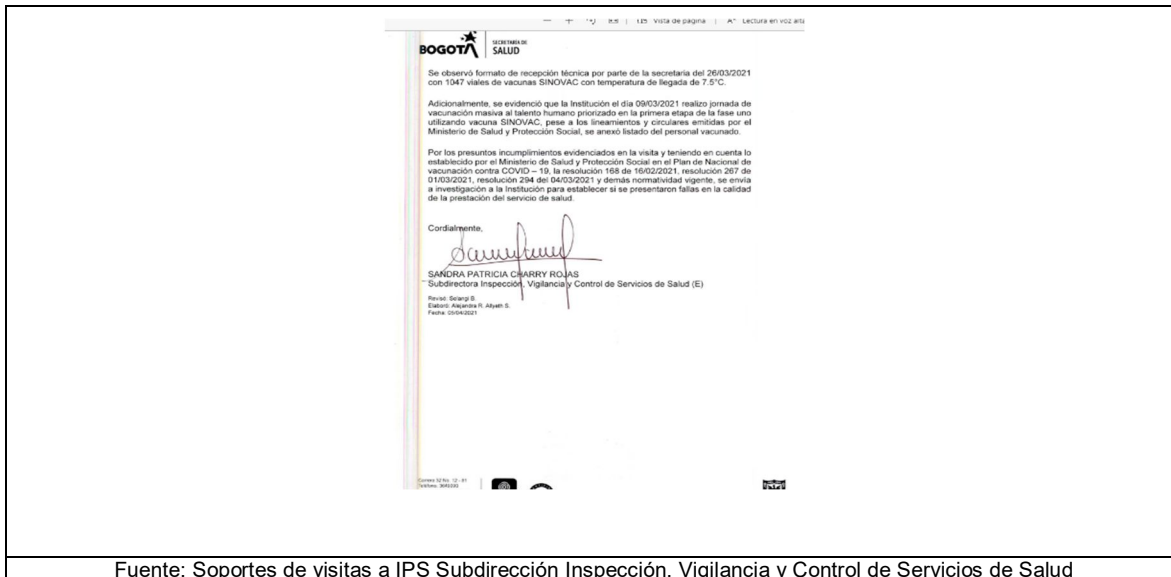 Vista de página | A Lectura en voz alta
BOGOTÁ
SECRETARÍA DE
SALUD
Se observó formato de recepción técnica por parte de la secretaria del 26/03/2021
con 1047 viales de vacunas SINOVAC con temperatura de llegada de 7.5°C.
Adicionalmente, se evidenció que la Institución el día 09/03/2021 realizo jornada de
vacunación masiva al talento humano priorizado en la primera etapa de la fase uno
utilizando vacuna SINOVAC, pese a los lineamientos y circulares emitidas por el
Ministerio de Salud y Protección Social, se anexó listado del personal vacunado.
Por los presuntos incumplimientos evidenciados en la visita y teniendo en cuenta lo
establecido por el Ministerio de Salud y Protección Social en el Plan de Nacional de
vacunación contra COVID – 19, la resolución 168 de 16/02/2021, resolución 267 de
01/03/2021, resolución 294 del 04/03/2021 y demás normatividad vigente, se envía
a investigación a la Institución para establecer si se presentaron fallas en la calidad
de la prestación del servicio de salud.
Cordialmente,
SANDRA PATRICIA CHARRY ROJAS
Subdirectora Inspección, Vigilancia y Control de Servicios de Salud (E)
Revisó: Solangi B.
Elaboró: Alejandra R. Allyeth S.
Fecha: 05/04/2021
Carrera 32 No. 12 - 81
Fuente: Soportes de visitas a IPS Subdirección Inspección, Vigilancia y Control de Servicios de Salud